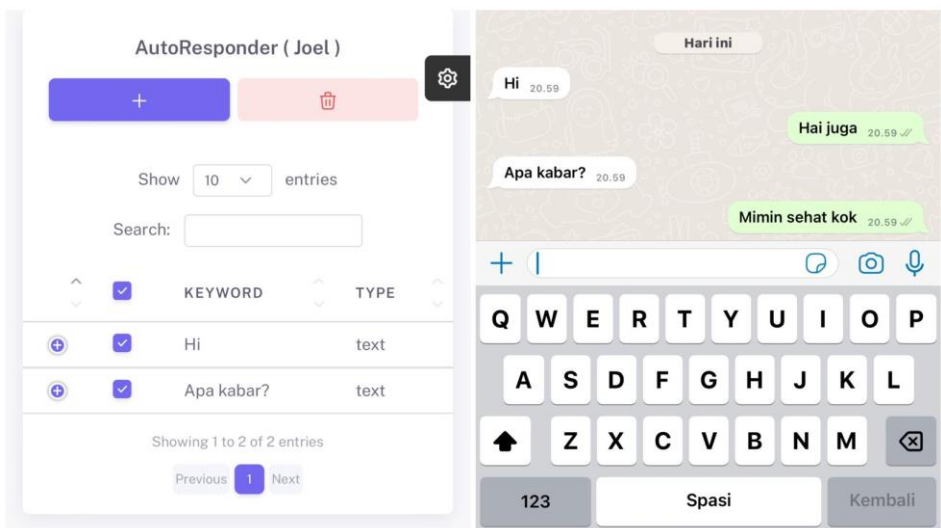 AutoResponder ( Joel )
+
Show 10 entries
Search:
KEYWORD TYPE
Hi text
Apa kabar? text
Showing 1 to 2 of 2 entries
Previous 1 Next
Hari ini
Hi 20.59
Hai juga 20.59
Apa kabar? 20.59
Mimin sehat kok 20.59
Q W E R T Y U I O P
A S D F G H J K L
Z X C V B N M
123 Spasi Kembali